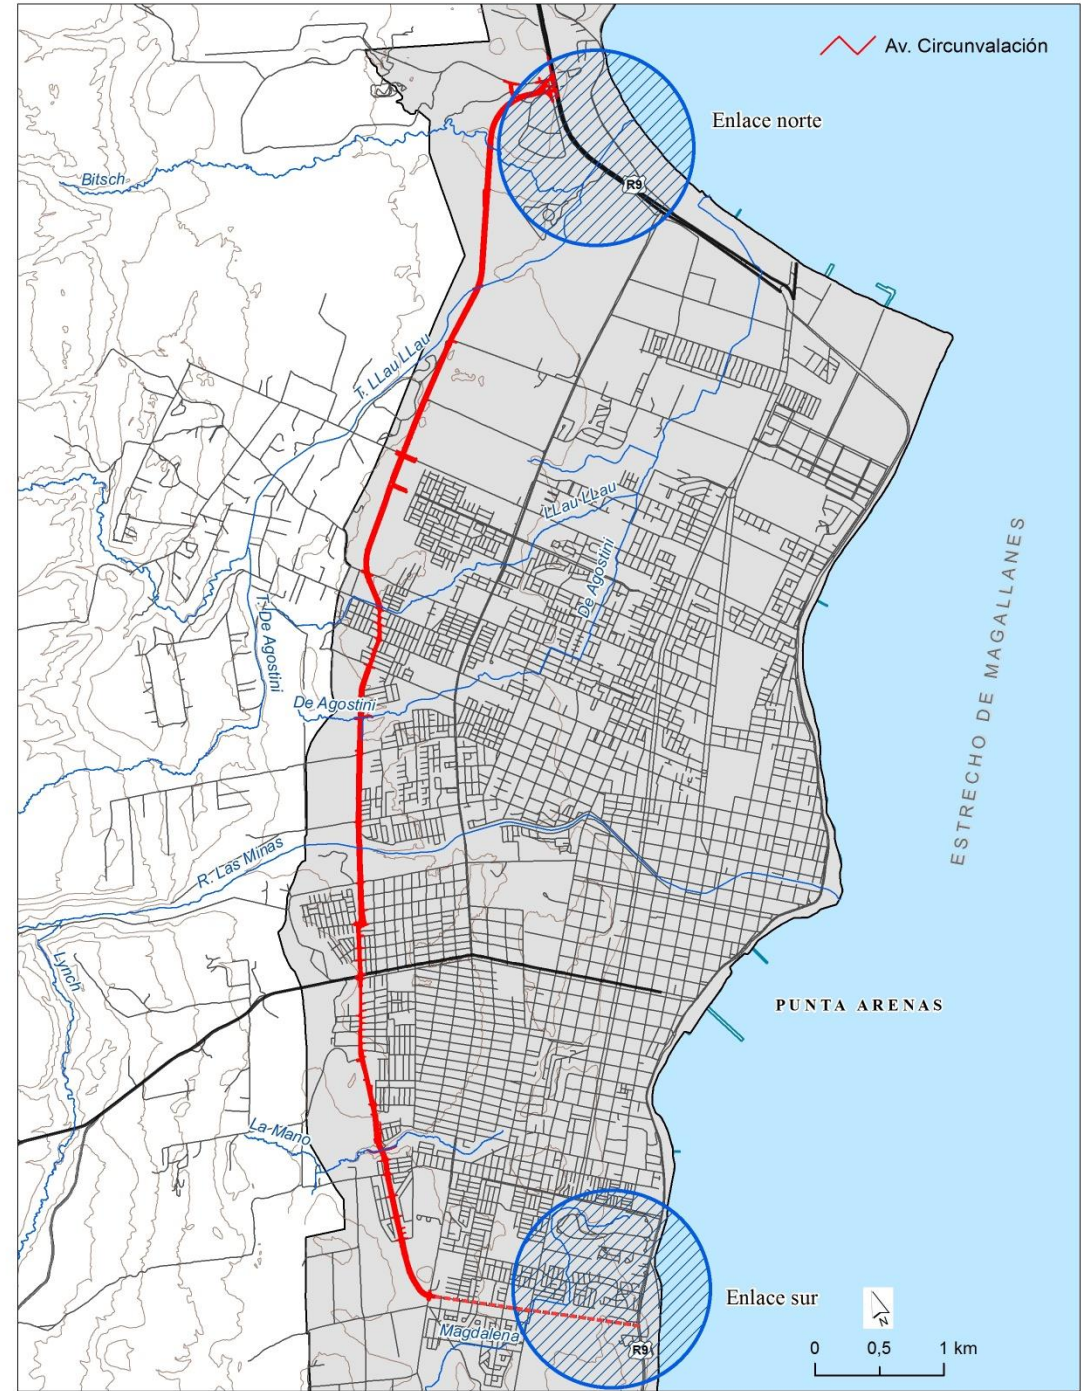 Av. Circunvalación
Enlace norte
Bitsch
R9
T. LLau LLau
LLau LLau
De Agostini
T. De Agostini
De Agostini
ESTRECHO DE MAGALLANES
R. Las Minas
Lynch
PUNTA ARENAS
La Mano
Enlace sur
N
Magdalena
R9
0 0,5 1 km